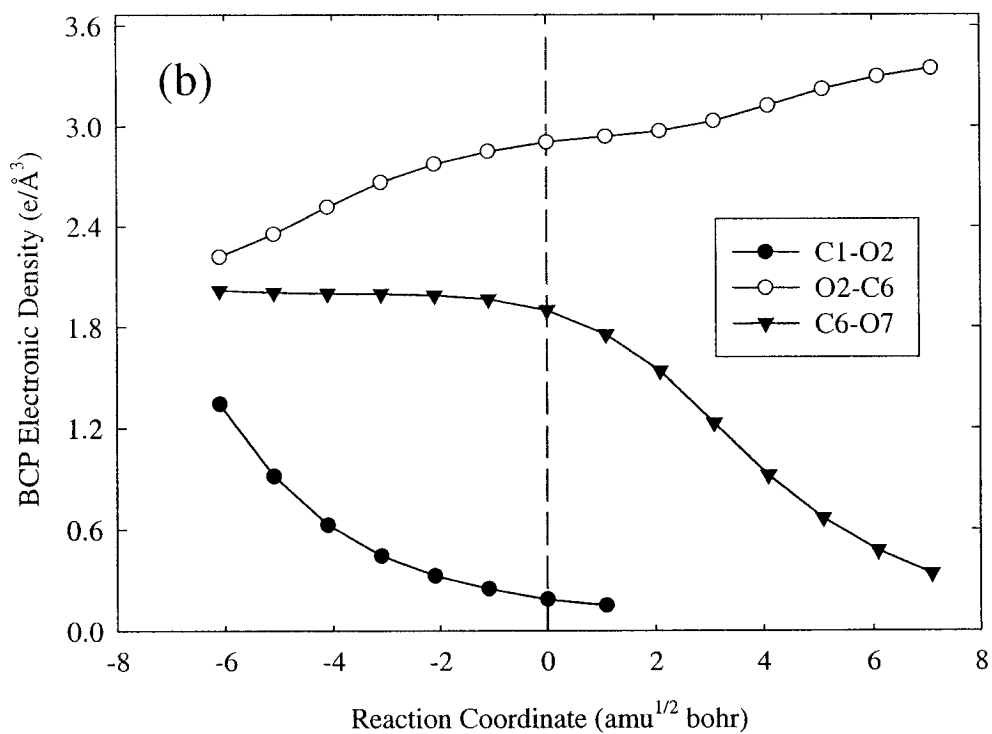 (b)
3.6
3.0
2.4
1.8
1.2
0.6
0.0
BCP Electronic Density (e/Å³)
C1-O2
O2-C6
C6-O7
-8 -6 -4 -2 0 2 4 6 8
Reaction Coordinate (amu^{1/2} bohr)